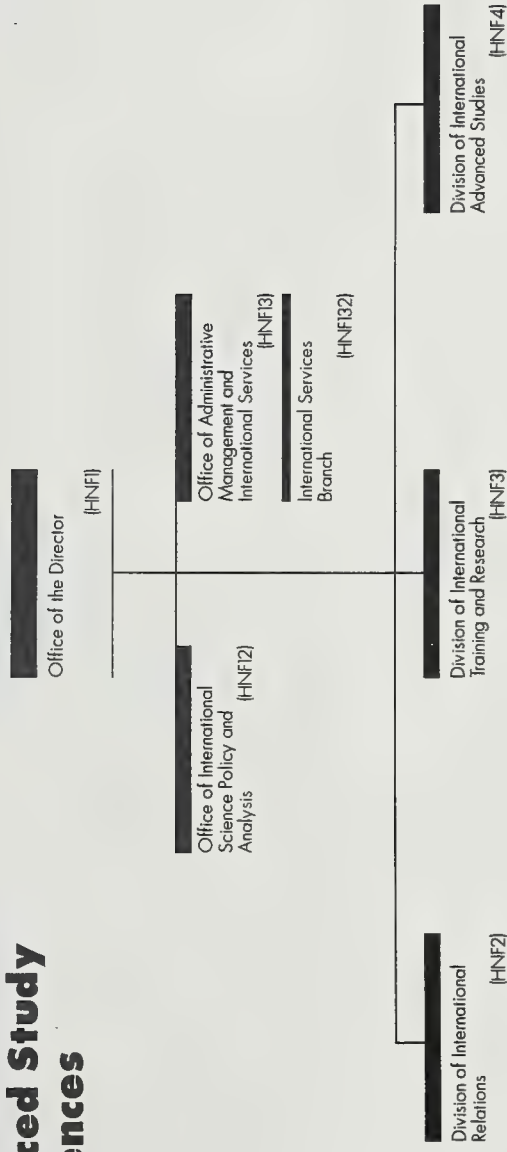 ced Study
ences
Office of the Director
(HNF1)
Office of International
Science Policy and
Analysis
(HNF12)
Office of Administrative
Management and
International Services
(HNF13)
International Services
Branch
(HNF132)
Division of International
Relations
(HNF2)
Division of International
Training and Research
(HNF3)
Division of International
Advanced Studies
(HNF4)